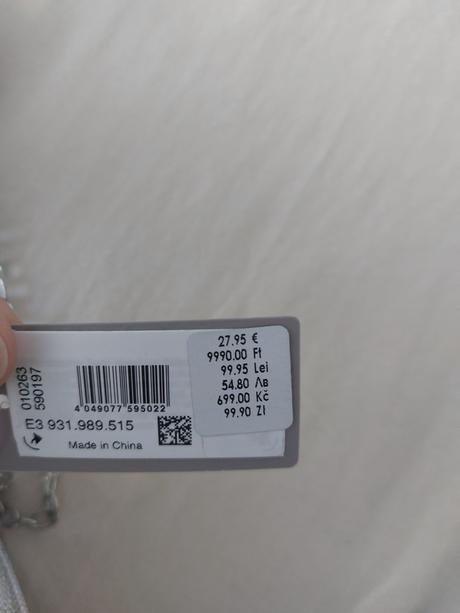 010263
590197
4 049077 595022
E3 931.989.515
Made in China
27.95 €
9990.00 Ft
99.95 Lei
54.80 Лв
699.00 Kč
99.90 Zł